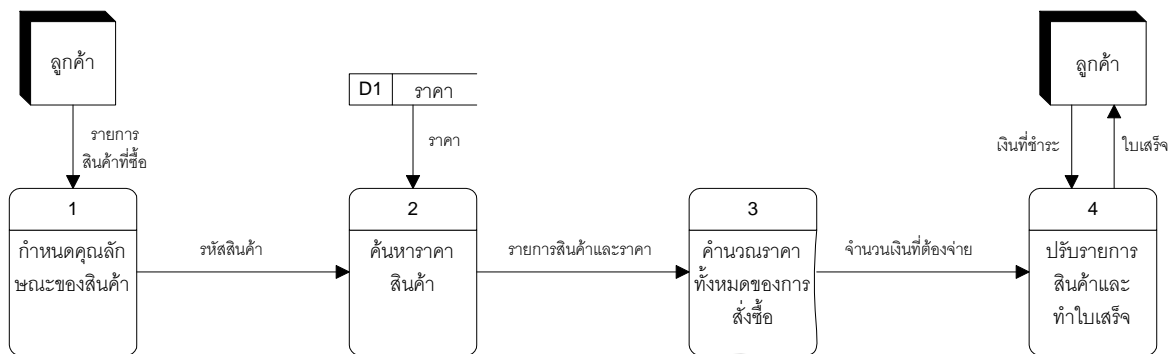 ลูกค้า
ลูกค้า
D1 ราคา
รายการ
สินค้าที่ซื้อ
ราคา
เงินที่ชำระ
ใบเสร็จ
1
กำหนดคุณลัก
ษณะของสินค้า
รหัสสินค้า
2
ค้นหาราคา
สินค้า
รายการสินค้าและราคา
3
คำนวณราคา
ทั้งหมดของการ
สั่งซื้อ
จำนวนเงินที่ต้องจ่าย
4
ปรับรายการ
สินค้าและ
ทำใบเสร็จ